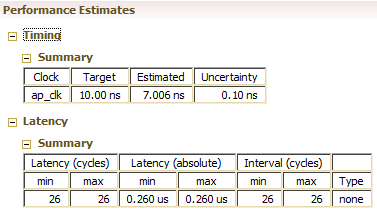 Performance Estimates
Timing
Summary
Clock Target Estimated Uncertainty
ap_clk 10.00 ns 7.006 ns 0.10 ns
Latency
Summary
Latency (cycles) Latency (absolute) Interval (cycles)
min max min max min max Type
26 26 0.260 us 0.260 us 26 26 none